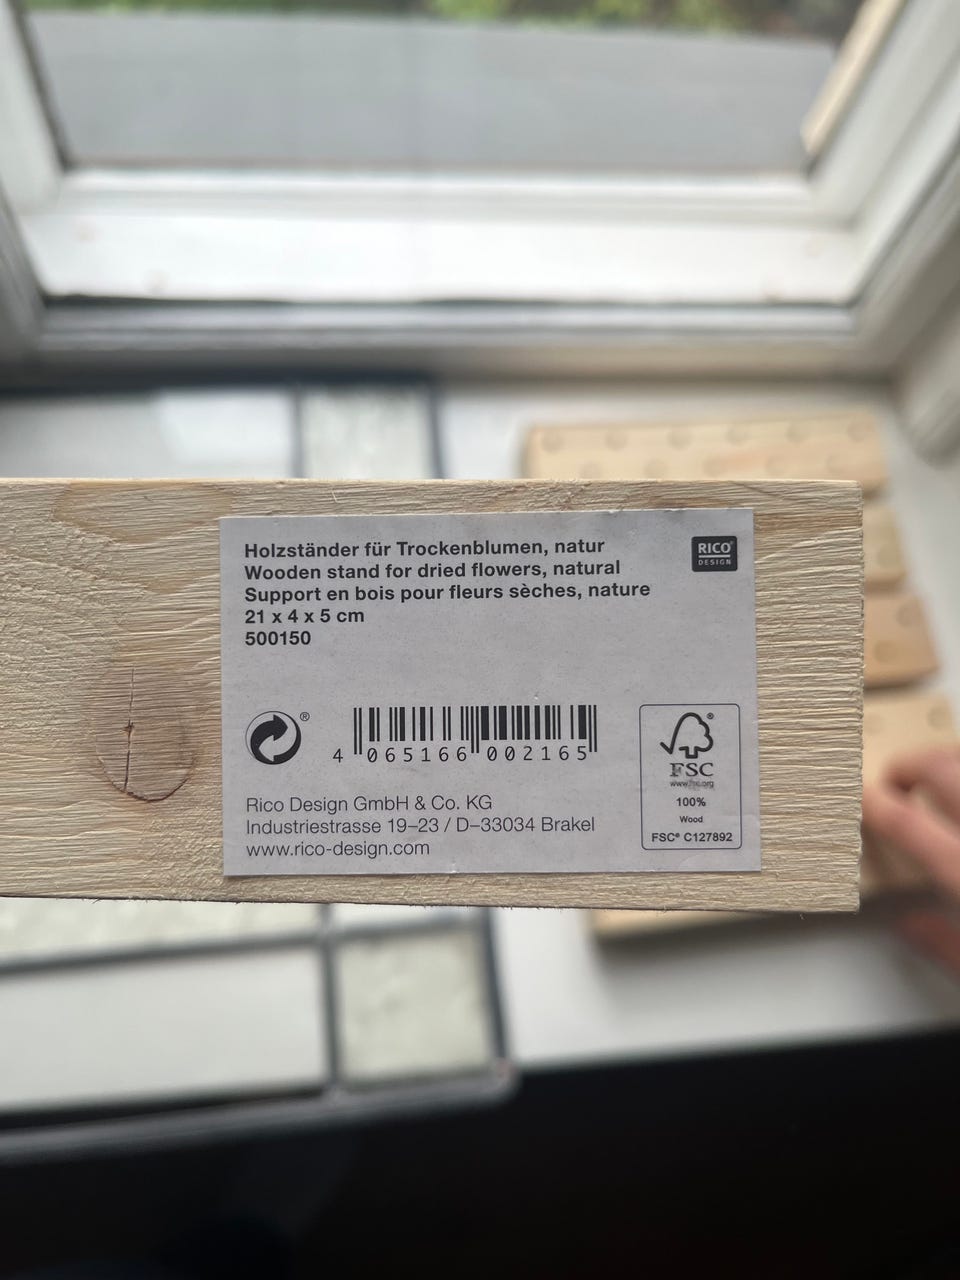 Holzständer für Trockenblumen, natur
Wooden stand for dried flowers, natural
Support en bois pour fleurs sèches, nature
21 x 4 x 5 cm
500150
RICO®
DESIGN
®
4 065166 002165
Rico Design GmbH & Co. KG
Industriestrasse 19–23 / D–33034 Brakel
www.rico-design.com
®
FSC
www.fsc.org
100%
Wood
FSC® C127892